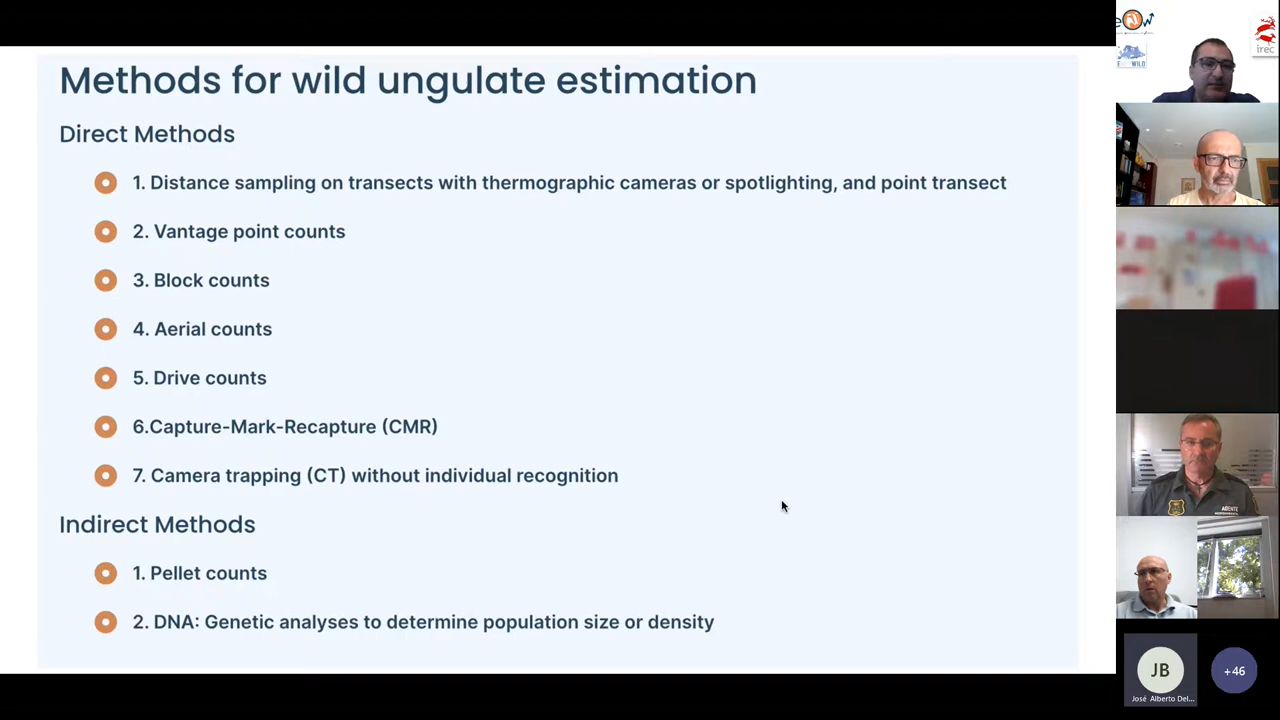 Methods for wild ungulate estimation
Direct Methods
1. Distance sampling on transects with thermographic cameras or spotlighting, and point transect
2. Vantage point counts
3. Block counts
4. Aerial counts
5. Drive counts
6.Capture-Mark-Recapture (CMR)
7. Camera trapping (CT) without individual recognition
Indirect Methods
1. Pellet counts
2. DNA: Genetic analyses to determine population size or density
irec
WILD
AGENTE
JB
José Alberto Del...
+46